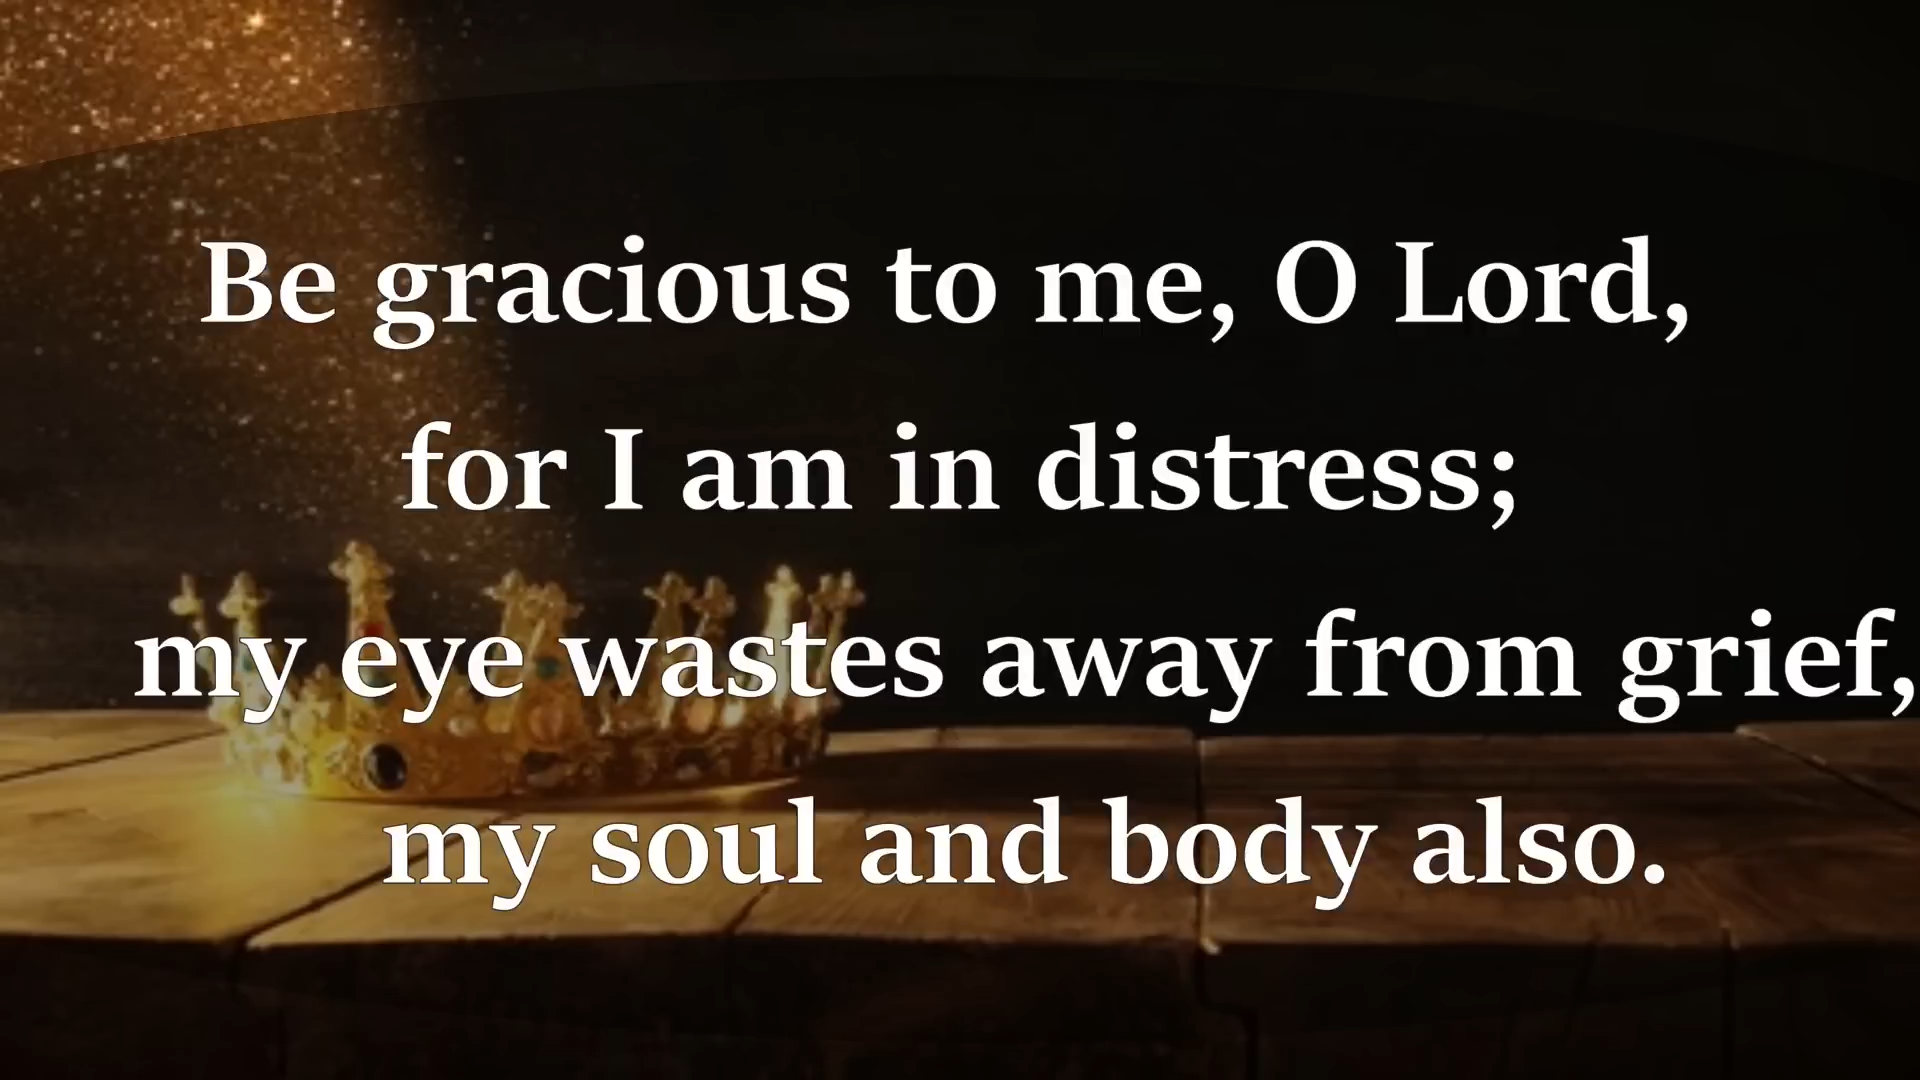 Be gracious to me, O Lord,
for I am in distress;
my eye wastes away from grief,
my soul and body also.